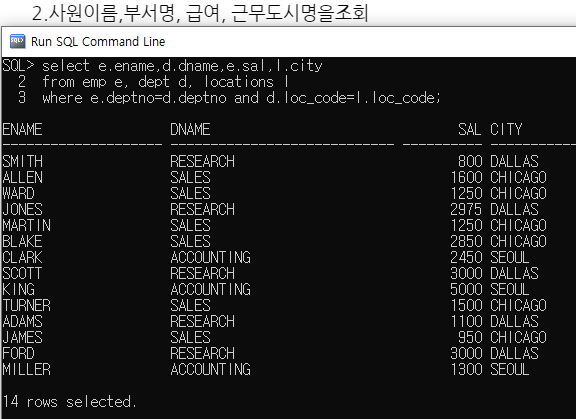 2.사원이름,부서명, 급여, 근무도시명을조회
SQL> Run SQL Command Line
SQL> select e.ename,d.dname,e.sal,l.city
2 from emp e, dept d, locations l
3 where e.deptno=d.deptno and d.loc_code=l.loc_code;
ENAME DNAME SAL CITY
-------------------- ---------------------------- ---------- ----------
SMITH RESEARCH 800 DALLAS
ALLEN SALES 1600 CHICAGO
WARD SALES 1250 CHICAGO
JONES RESEARCH 2975 DALLAS
MARTIN SALES 1250 CHICAGO
BLAKE SALES 2850 CHICAGO
CLARK ACCOUNTING 2450 SEOUL
SCOTT RESEARCH 3000 DALLAS
KING ACCOUNTING 5000 SEOUL
TURNER SALES 1500 CHICAGO
ADAMS RESEARCH 1100 DALLAS
JAMES SALES 950 CHICAGO
FORD RESEARCH 3000 DALLAS
MILLER ACCOUNTING 1300 SEOUL
14 rows selected.